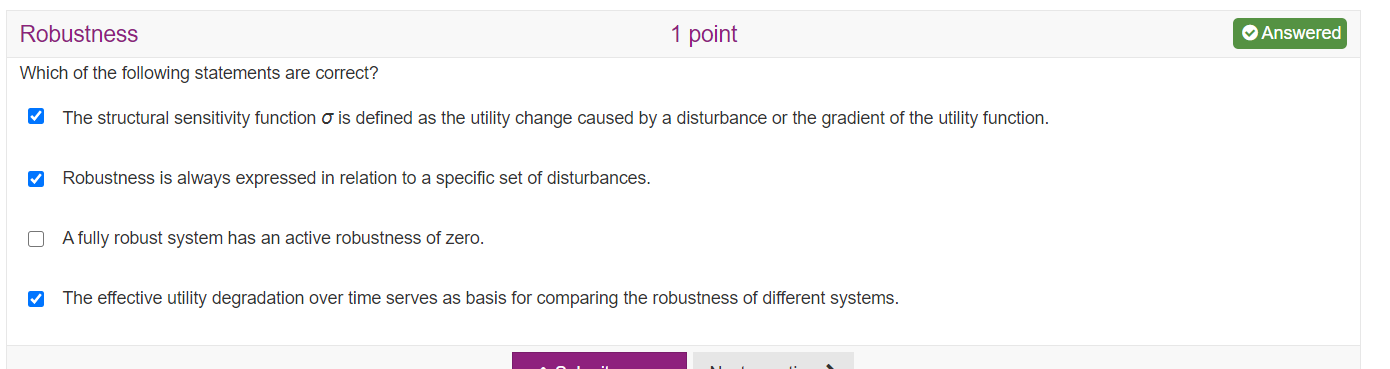 Robustness 1 point Answered
Which of the following statements are correct?
The structural sensitivity function σ is defined as the utility change caused by a disturbance or the gradient of the utility function.
Robustness is always expressed in relation to a specific set of disturbances.
A fully robust system has an active robustness of zero.
The effective utility degradation over time serves as basis for comparing the robustness of different systems.